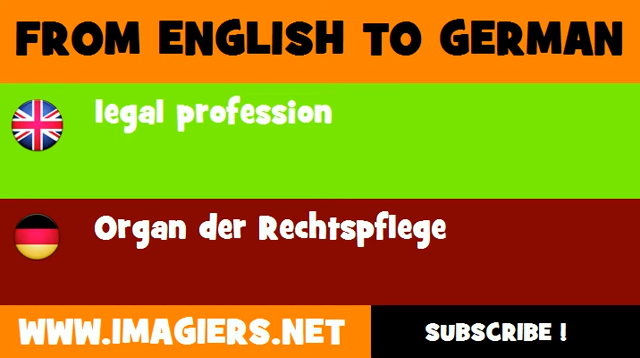 FROM ENGLISH TO GERMAN
legal profession
Organ der Rechtspflege
WWW.IMAGIERS.NET
SUBSCRIBE !